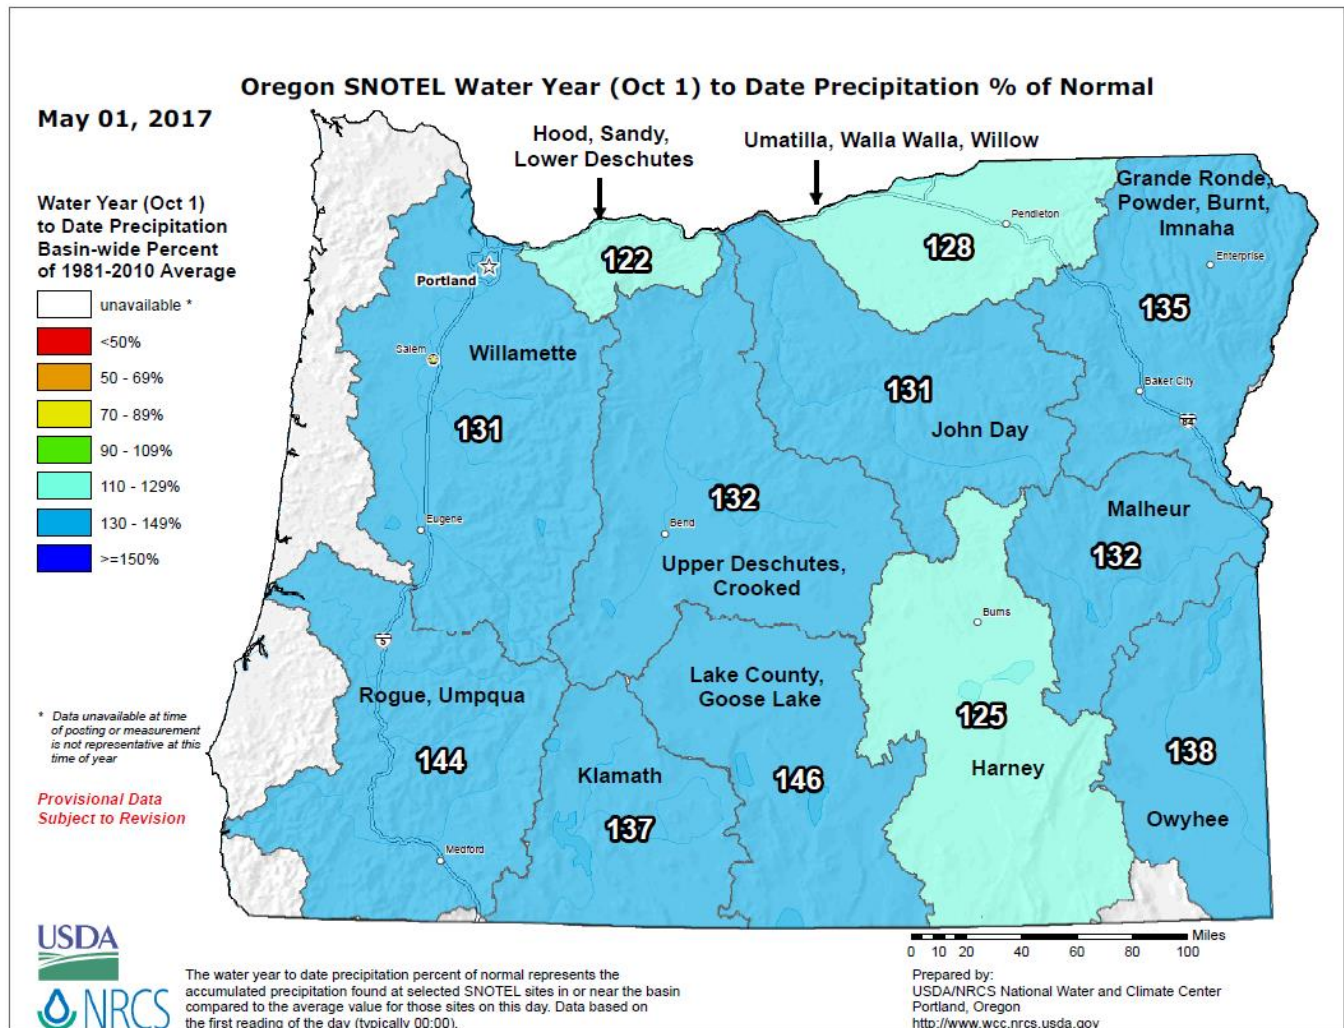 Oregon SNOTEL Water Year (Oct 1) to Date Precipitation % of Normal
May 01, 2017
Hood, Sandy,
Lower Deschutes
Umatilla, Walla Walla, Willow
Grande Ronde,
Powder, Burnt,
Imnaha
Water Year (Oct 1)
to Date Precipitation
Basin-wide Percent
of 1981-2010 Average
unavailable *
<50%
50 - 69%
70 - 89%
90 - 109%
110 - 129%
130 - 149%
>=150%
Pendleton
122
128
Enterprise
Portland
135
Salem
Willamette
Baker City
131
131
John Day
84
132
Malheur
Eugene
Bend
132
Upper Deschutes,
Crooked
Burns
5
Rogue, Umpqua
Lake County,
Goose Lake
125
144
Klamath
146
Harney
138
137
Owyhee
Medford
* Data unavailable at time
of posting or measurement
is not representative at this
time of year
Provisional Data
Subject to Revision
USDA
NRCS
The water year to date precipitation percent of normal represents the
accumulated precipitation found at selected SNOTEL sites in or near the basin
compared to the average value for those sites on this day. Data based on
the first reading of the day (typically 00:00).
0 10 20 40 60 80 100 Miles
Prepared by:
USDA/NRCS National Water and Climate Center
Portland, Oregon
http://www.wcc.nrcs.usda.gov